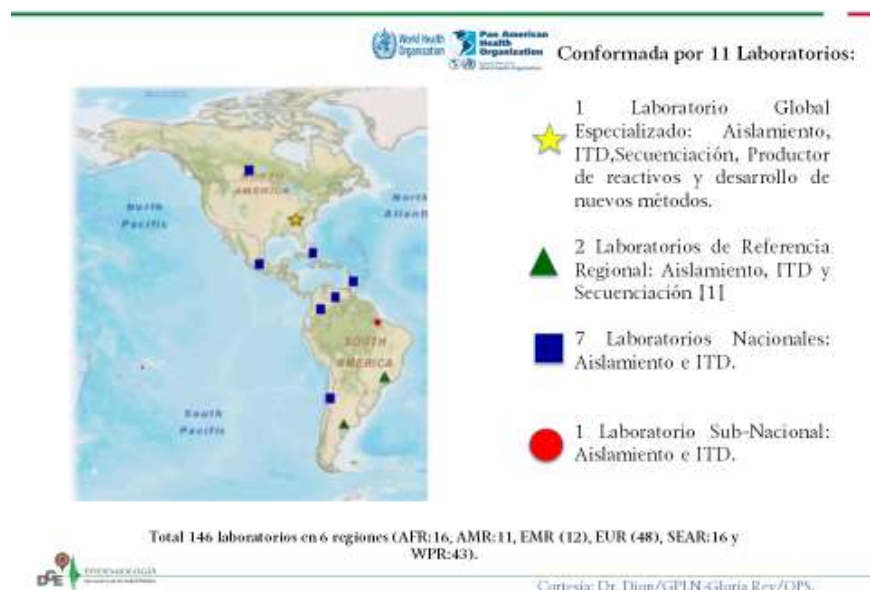 World Health
Organization
Pan American
Health
Organization
Conformada por 11 Laboratorios:
1 Laboratorio Global
Especializado: Aislamiento,
ITD,Secuenciación, Productor
de reactivos y desarrollo de
nuevos métodos.
2 Laboratorios de Referencia
Regional: Aislamiento, ITD y
Secuenciación [1[
7 Laboratorios Nacionales:
Aislamiento e ITD.
1 Laboratorio Sub-Nacional:
Aislamiento e ITD.
NORTH
AMERICA
North
Pacific
North
SOUTH
AMERICA
South
Pacific
Total 146 laboratorios en 6 regiones (AFR:16, AMR:11, EMR (12), EUR (48), SEAR:16 y
WPR:43).
DGE
EPIDEMIOLOGÍA
Cortesía: Dr. Dion/GPLN-Gloria Rey/OPS.